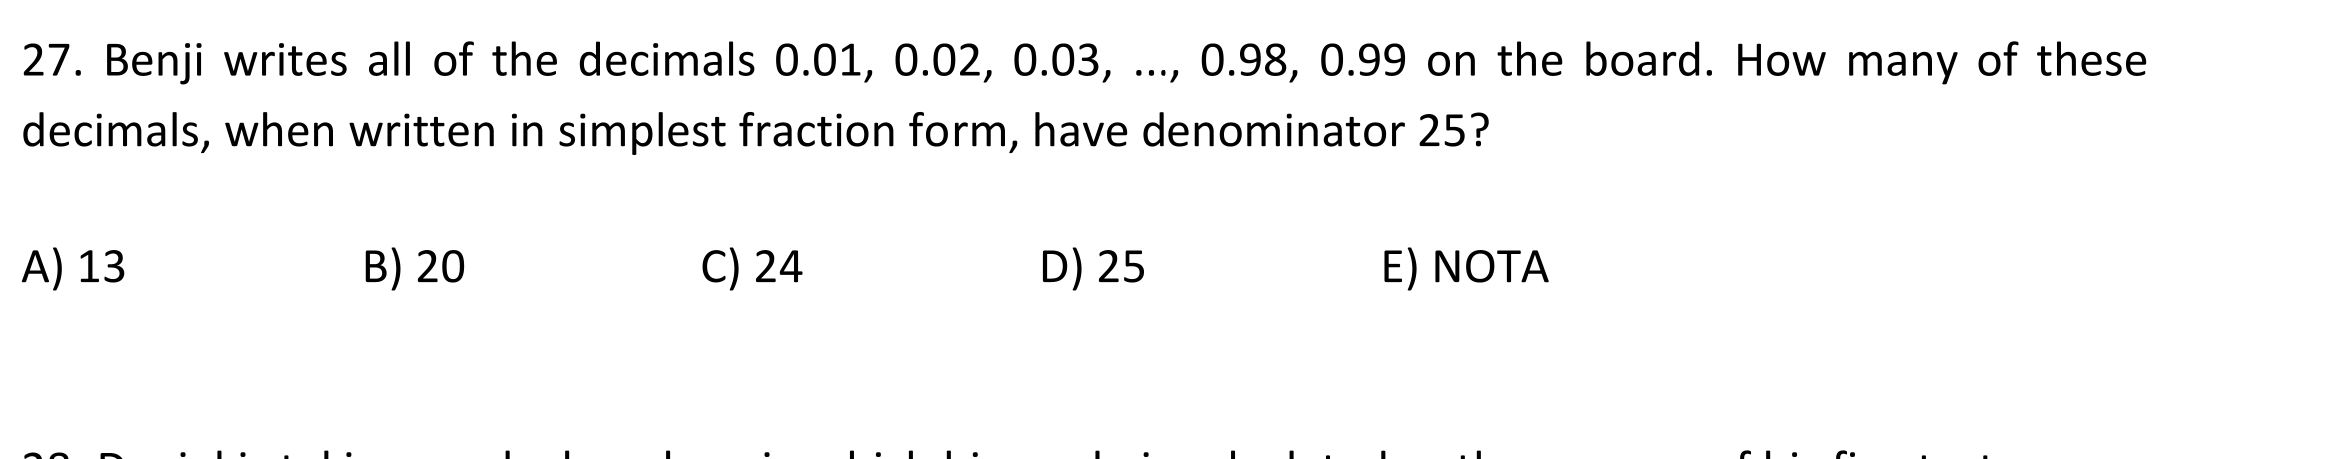 27. Benji writes all of the decimals 0.01, 0.02, 0.03, ..., 0.98, 0.99 on the board. How many of these
decimals, when written in simplest fraction form, have denominator 25?
A) 13 B) 20 C) 24 D) 25 E) NOTA